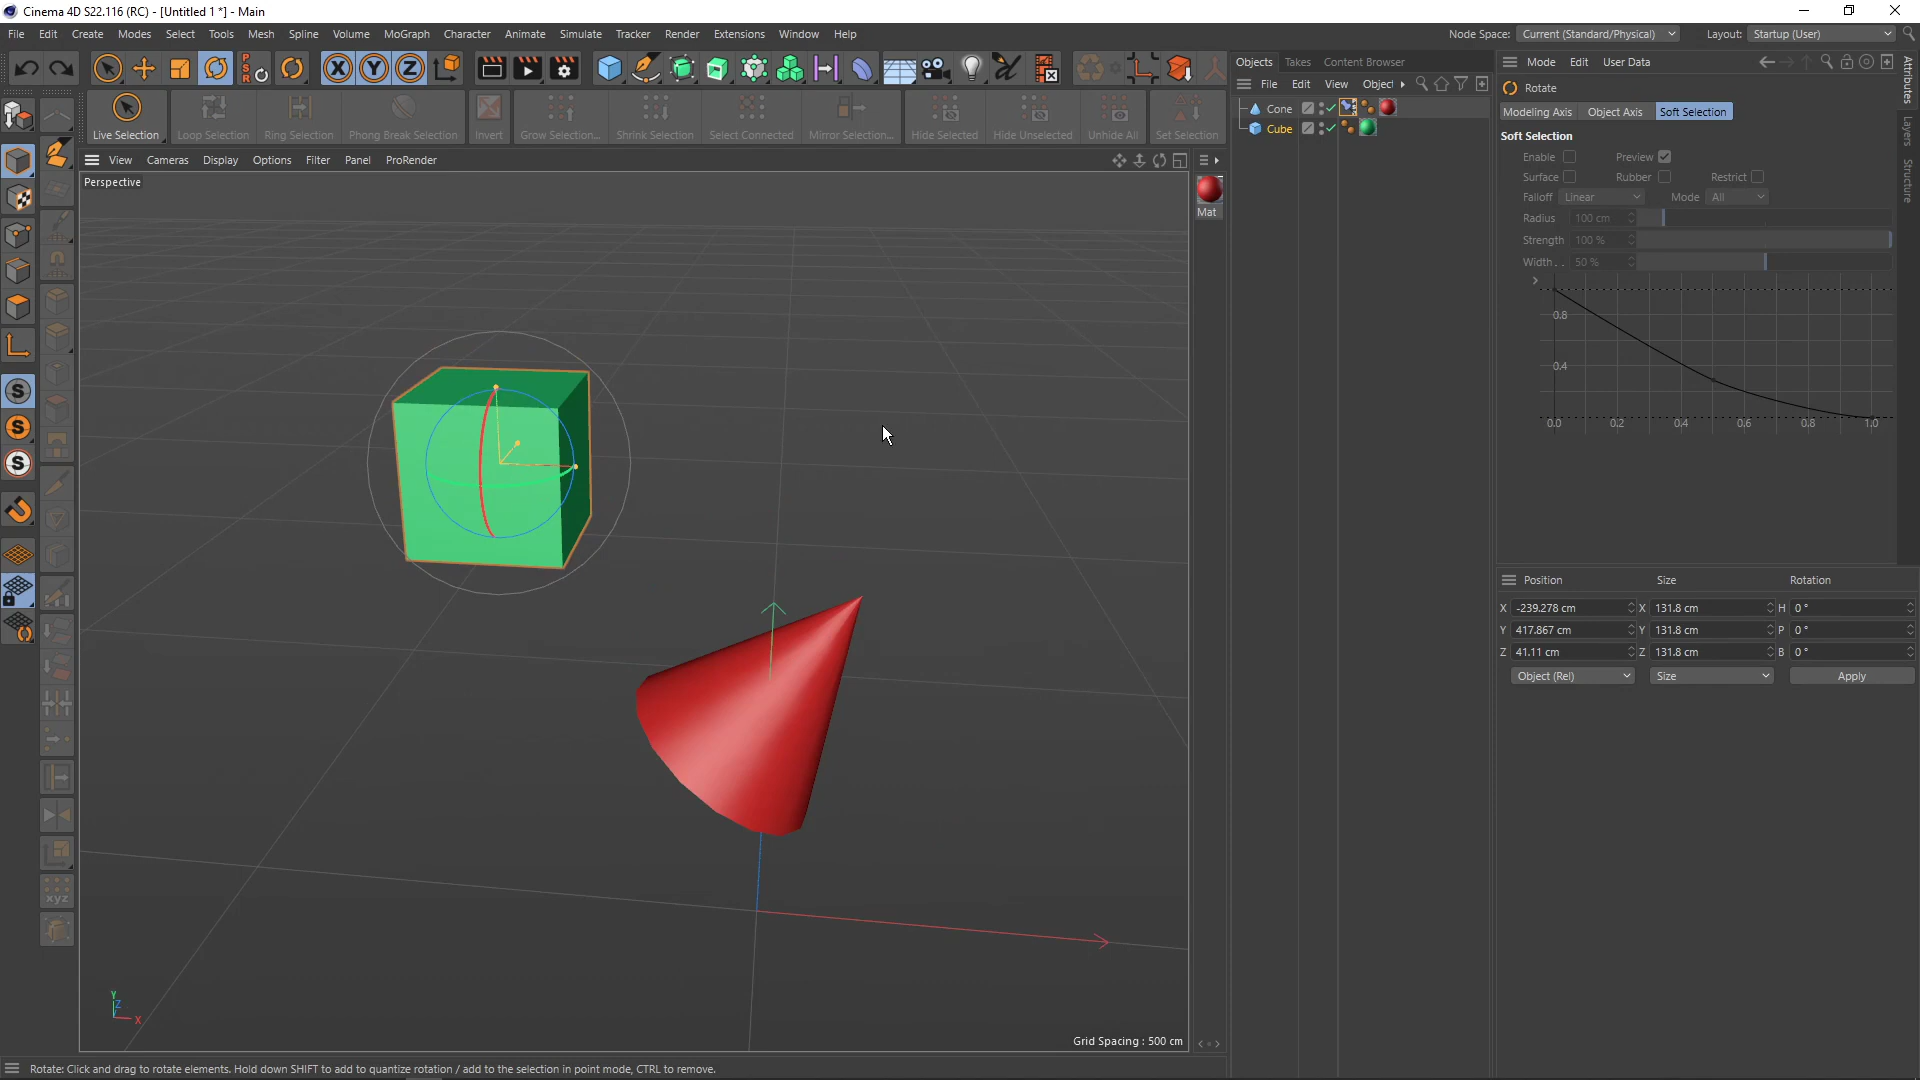 Cinema 4D S22.116 (RC) - [Untitled 1 *] - Main
File Edit Create Modes Select Tools Mesh Spline Volume MoGraph Character Animate Simulate Tracker Render Extensions Window Help
Node Space: Current (Standard/Physical) Layout: Startup (User)
PSR X Y Z
Live Selection Loop Selection Ring Selection Phong Break Selection Invert Grow Selection... Shrink Selection Select Connected Mirror Selection... Hide Selected Hide Unselected Unhide All Set Selection
View Cameras Display Options Filter Panel ProRender
Perspective
S
S
S
xyz
Y
Z
X
Grid Spacing : 500 cm
Mat
Objects Takes Content Browser
File Edit View Object
Cone
Cube
Mode Edit User Data
Rotate
Modeling Axis Object Axis Soft Selection
Soft Selection
Enable Preview
Surface Rubber Restrict
Falloff Linear Mode All
Radius 100 cm
Strength 100 %
Width . . 50 %
0.8
0.4
0.0 0.2 0.4 0.6 0.8 1.0
Attributes
Layers
Structure
Position Size Rotation
X -239.278 cm X 131.8 cm H 0 °
Y 417.867 cm Y 131.8 cm P 0 °
Z 41.11 cm Z 131.8 cm B 0 °
Object (Rel) Size Apply
Rotate: Click and drag to rotate elements. Hold down SHIFT to add to quantize rotation / add to the selection in point mode, CTRL to remove.